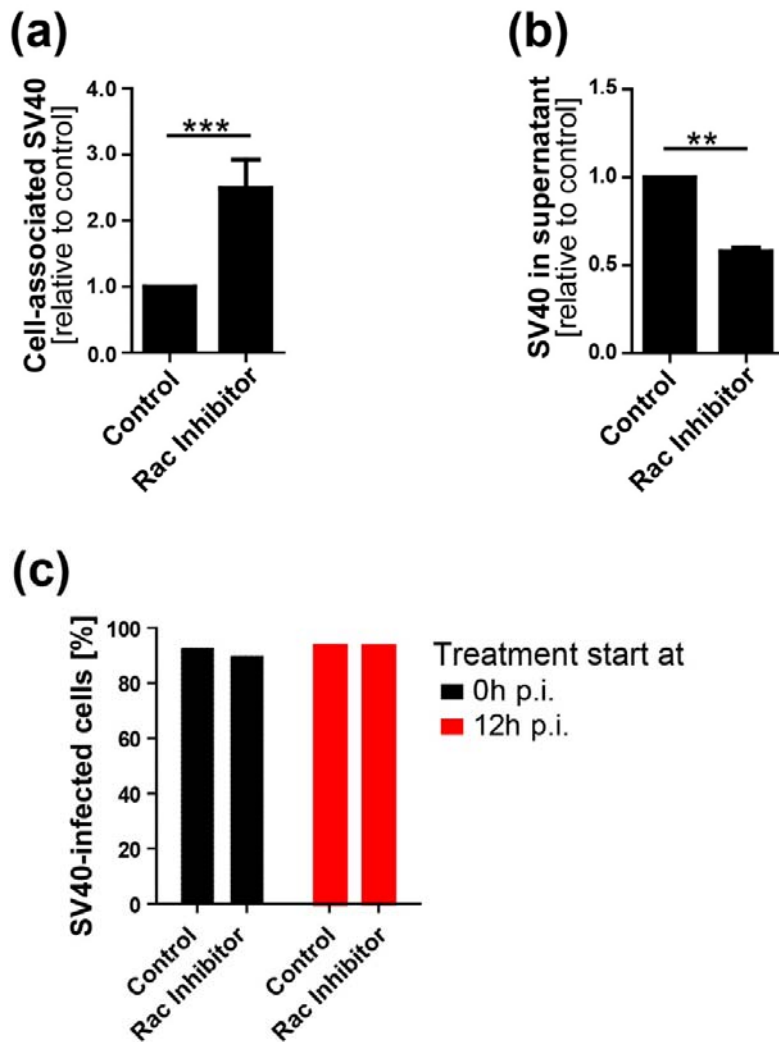 (a)
Cell-associated SV40
[relative to control]
4.0
3.0
2.0
1.0
0.0
***
Control
Rac Inhibitor
(b)
SV40 in supernatant
[relative to control]
1.5
1.0
0.5
0.0
**
Control
Rac Inhibitor
(c)
SV40-infected cells [%]
100
80
60
40
20
0
Control
Rac Inhibitor
Control
Rac Inhibitor
Treatment start at
0h p.i.
12h p.i.